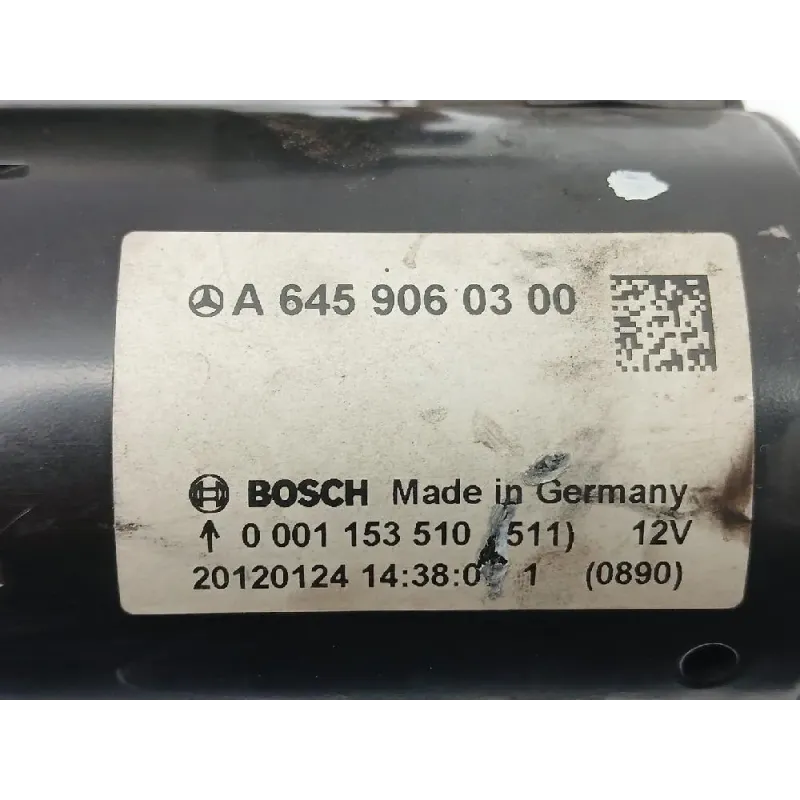 A 645 906 03 00
BOSCH Made in Germany
↑ 0 001 153 510 511) 12V
20120124 14:38: 1 (0890)